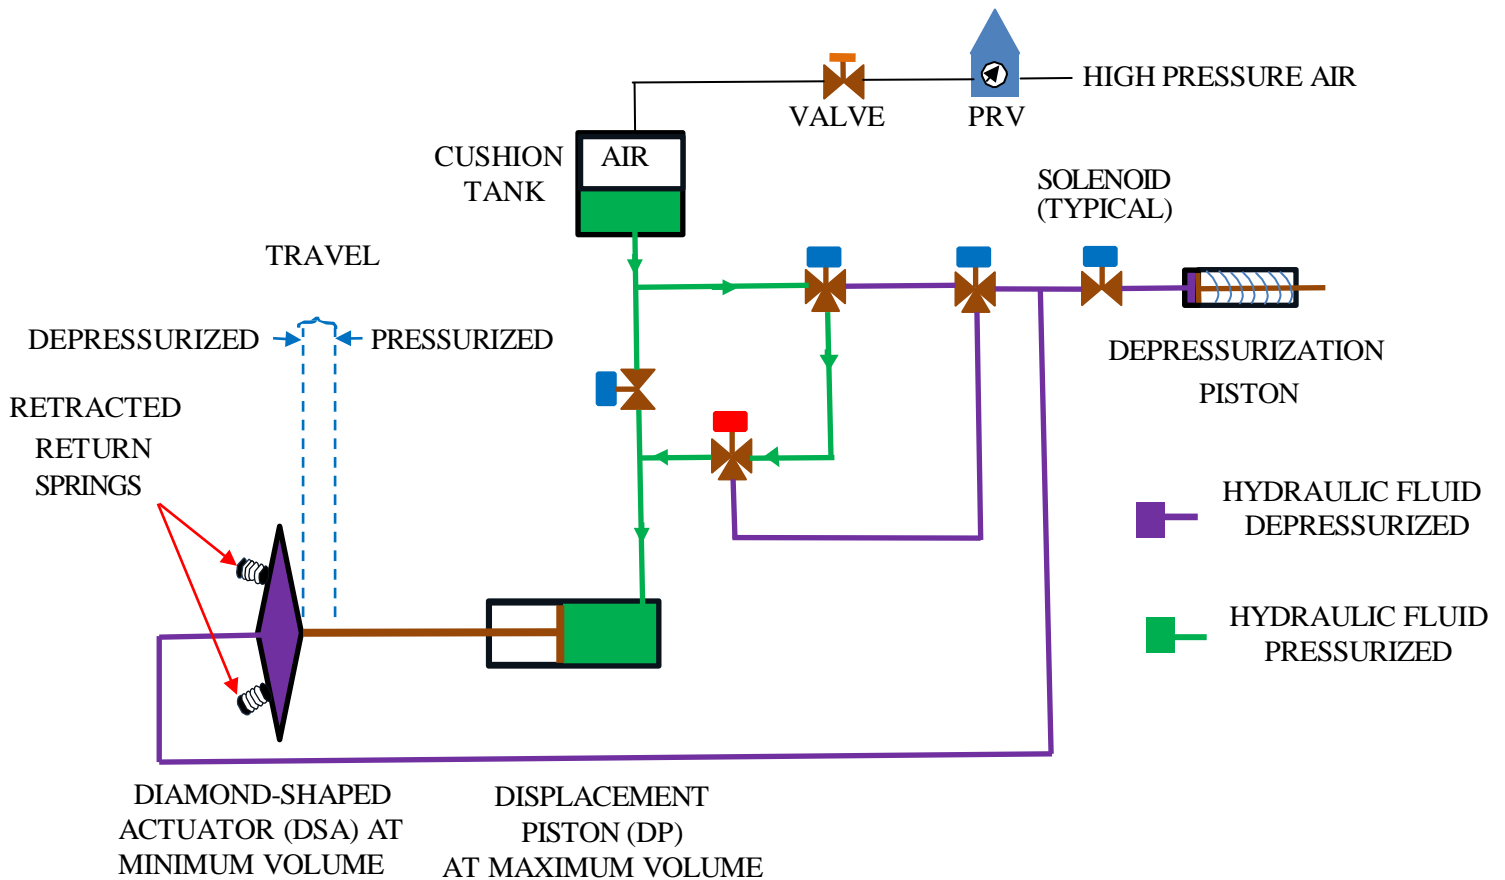 HIGH PRESSURE AIR
VALVE
PRV
CUSHION
TANK
AIR
SOLENOID
(TYPICAL)
TRAVEL
DEPRESSURIZED
PRESSURIZED
DEPRESSURIZATION
PISTON
RETRACTED
RETURN
SPRINGS
HYDRAULIC FLUID
DEPRESSURIZED
HYDRAULIC FLUID
PRESSURIZED
DIAMOND-SHAPED
ACTUATOR (DSA) AT
MINIMUM VOLUME
DISPLACEMENT
PISTON (DP)
AT MAXIMUM VOLUME